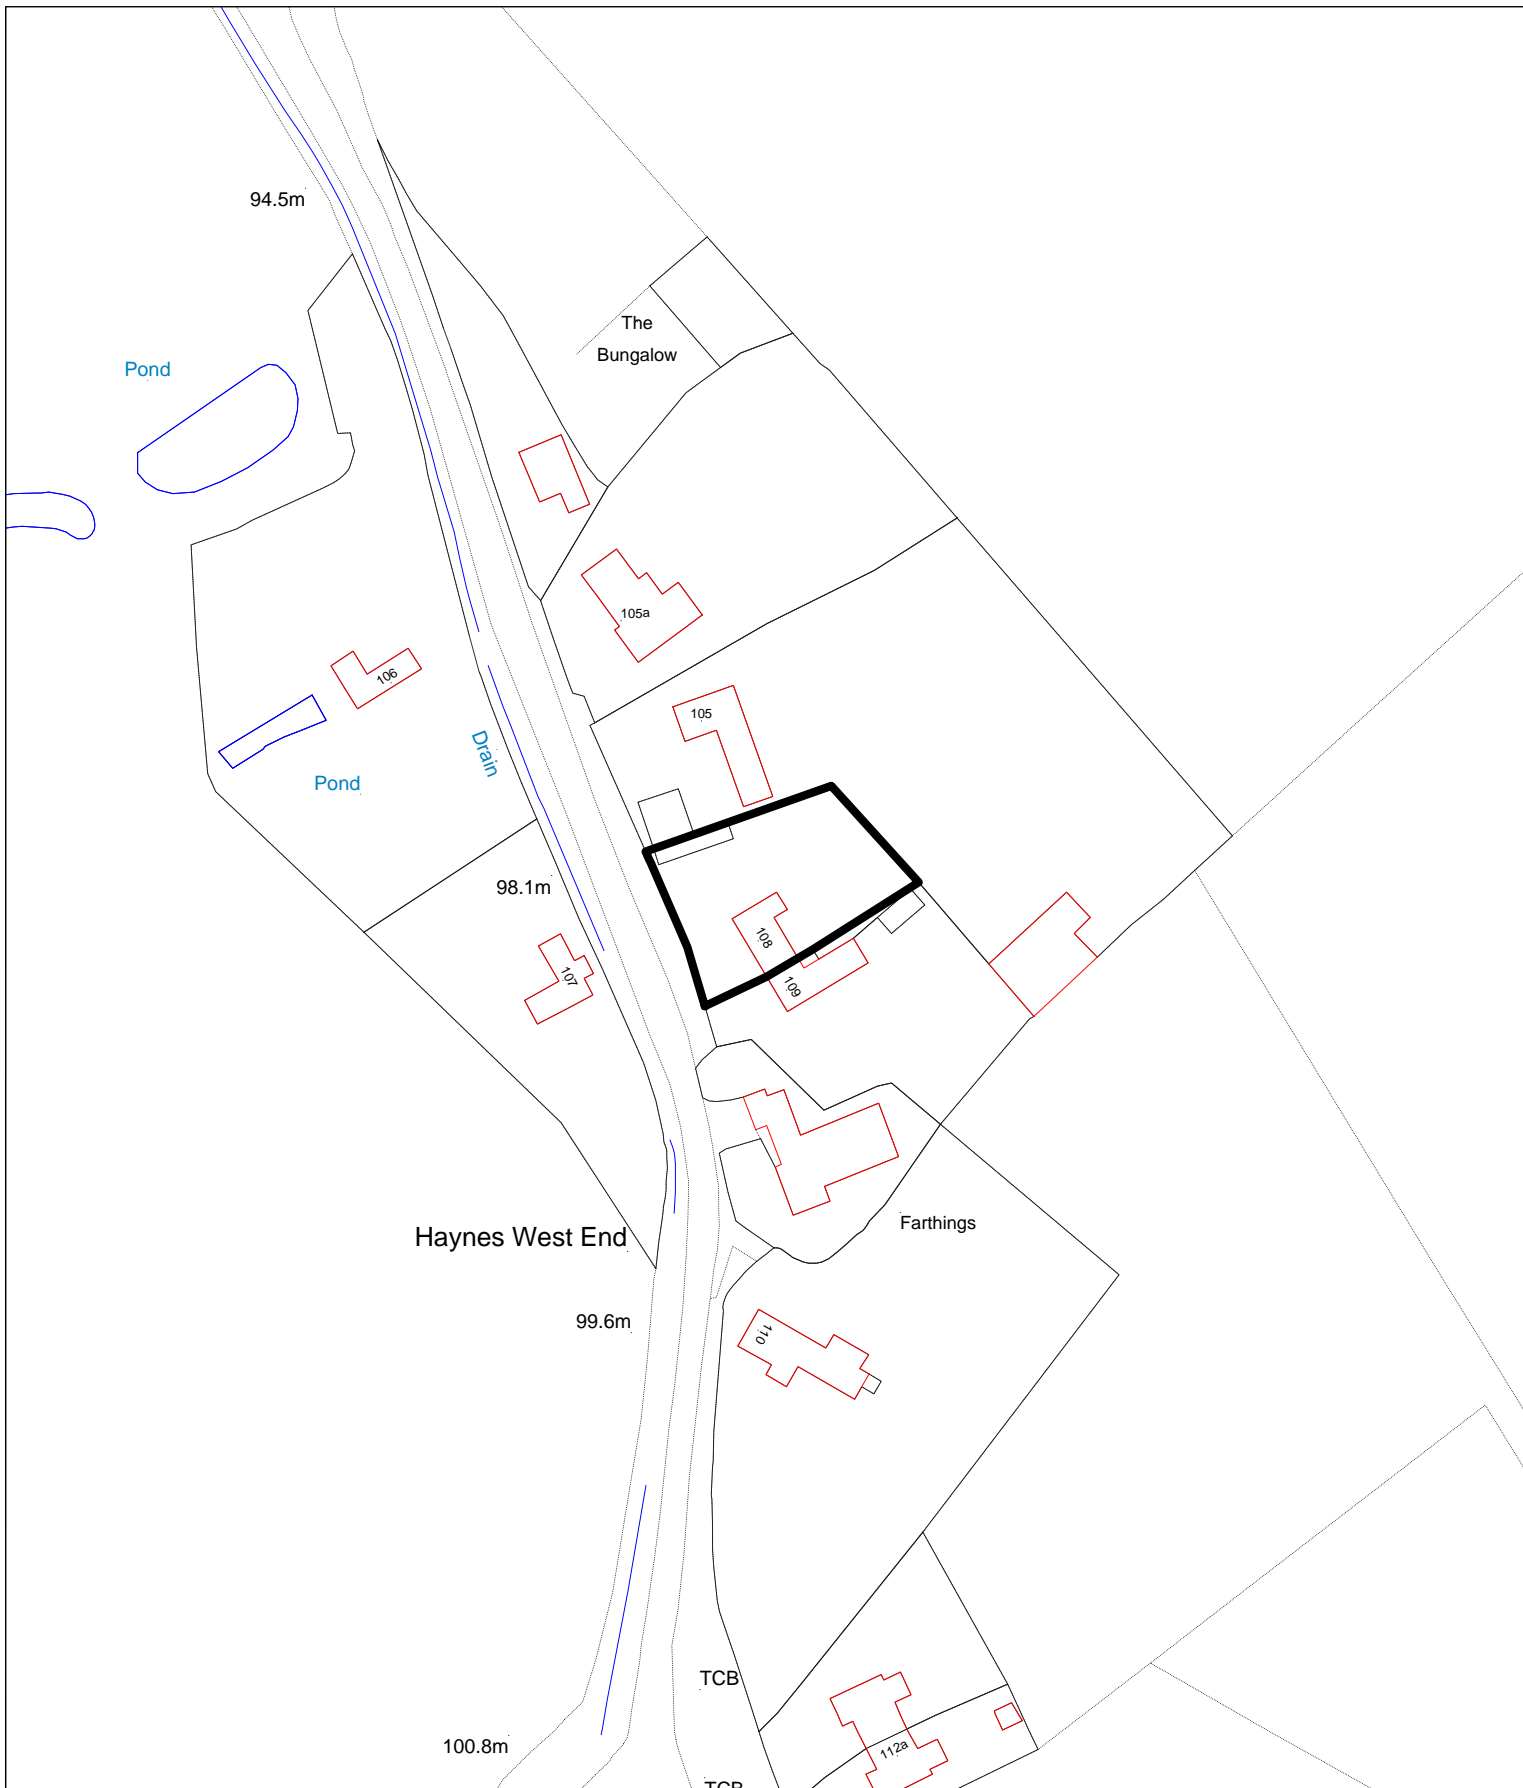 94.5m
The
Bungalow
Pond
105a
106
105
Drain
Pond
98.1m
108
107
109
Farthings
Haynes West End
99.6m
110
TCB
100.8m
112a
TCB